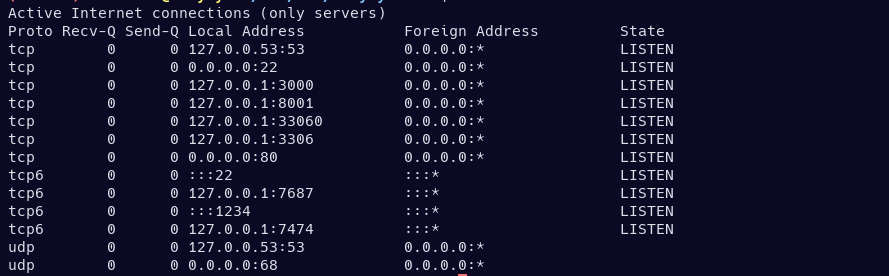 Active Internet connections (only servers)
Proto Recv-Q Send-Q Local Address           Foreign Address         State
tcp        0      0 127.0.0.53:53           0.0.0.0:*               LISTEN
tcp        0      0 0.0.0.0:22              0.0.0.0:*               LISTEN
tcp        0      0 127.0.0.1:3000          0.0.0.0:*               LISTEN
tcp        0      0 127.0.0.1:8001          0.0.0.0:*               LISTEN
tcp        0      0 127.0.0.1:33060         0.0.0.0:*               LISTEN
tcp        0      0 127.0.0.1:3306          0.0.0.0:*               LISTEN
tcp        0      0 0.0.0.0:80              0.0.0.0:*               LISTEN
tcp6       0      0 :::22                   :::*                    LISTEN
tcp6       0      0 127.0.0.1:7687          :::*                    LISTEN
tcp6       0      0 :::1234                 :::*                    LISTEN
tcp6       0      0 127.0.0.1:7474          :::*                    LISTEN
udp        0      0 127.0.0.53:53           0.0.0.0:*
udp        0      0 0.0.0.0:68              0.0.0.0:*